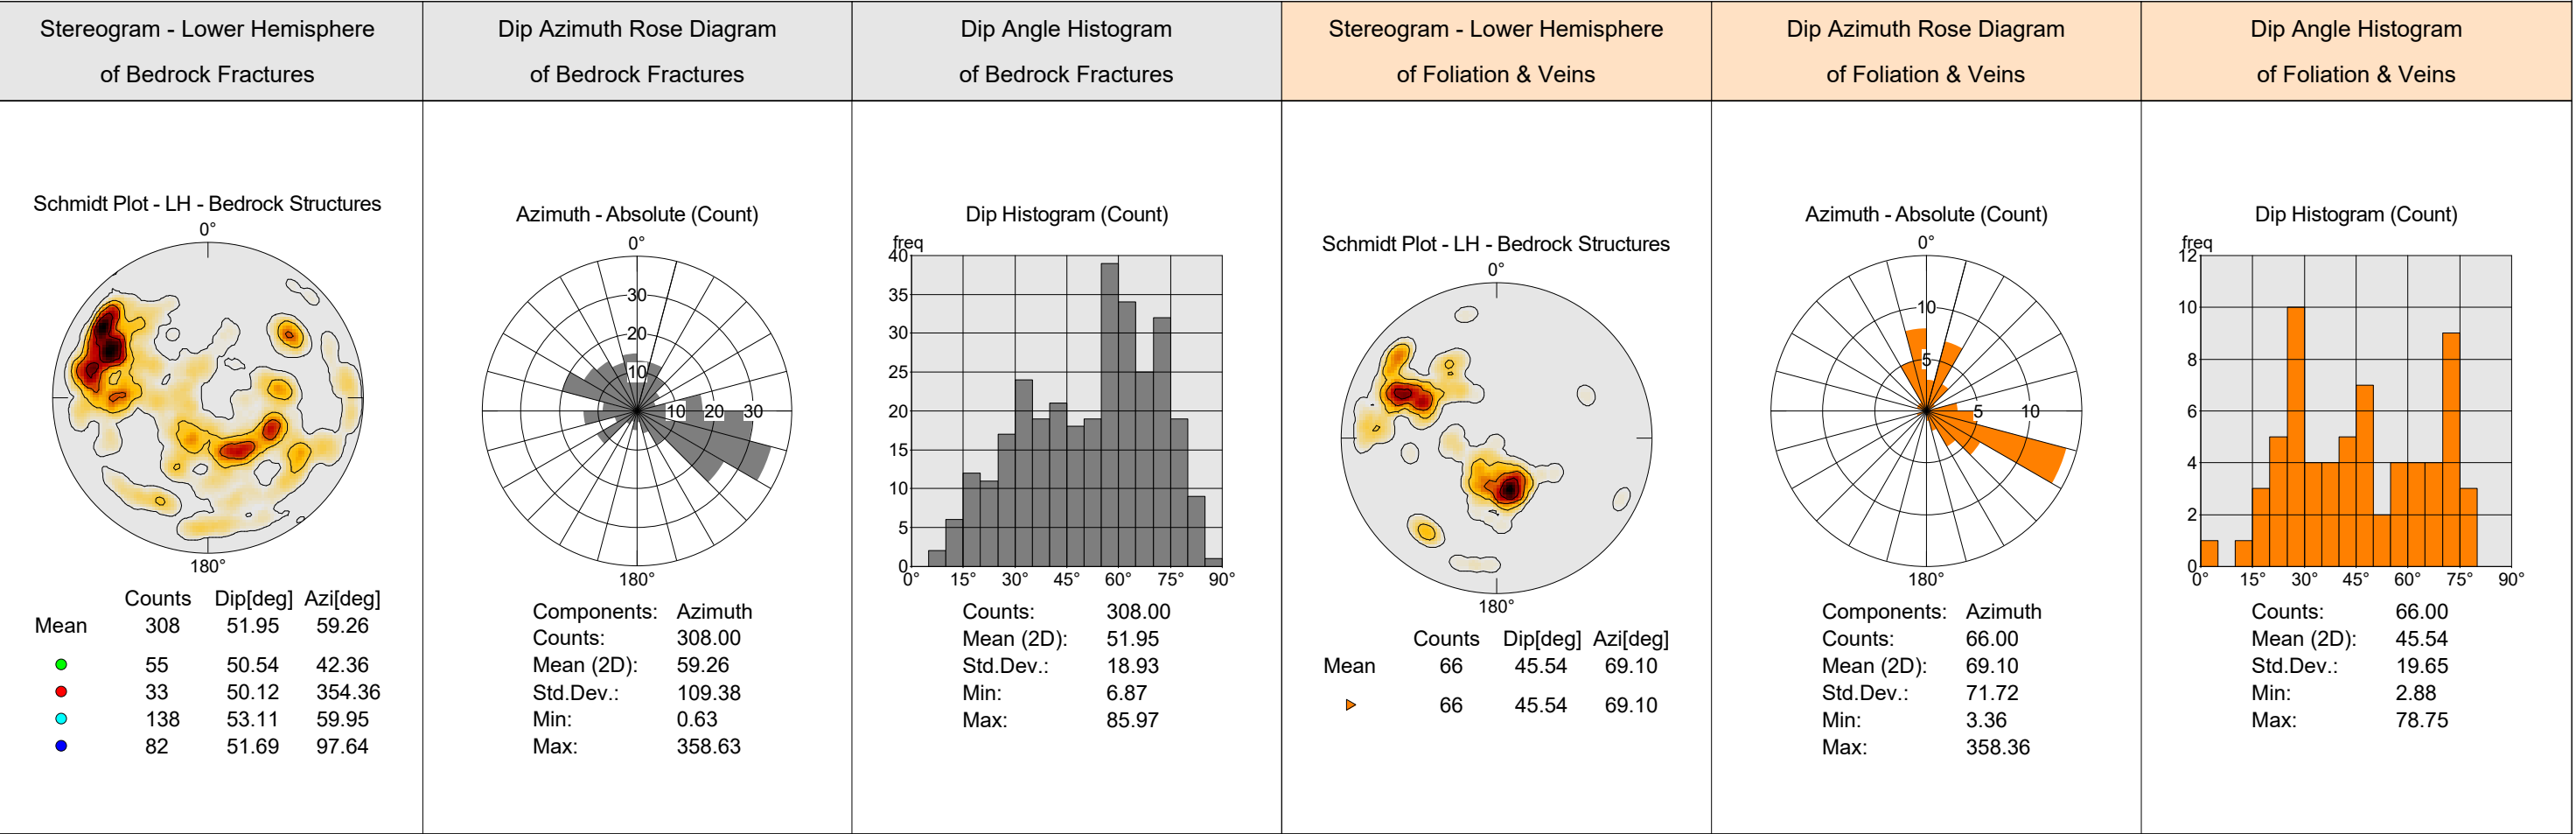 Stereogram - Lower Hemisphere
of Bedrock Fractures
Dip Azimuth Rose Diagram
of Bedrock Fractures
Dip Angle Histogram
of Bedrock Fractures
Stereogram - Lower Hemisphere
of Foliation & Veins
Dip Azimuth Rose Diagram
of Foliation & Veins
Dip Angle Histogram
of Foliation & Veins
Schmidt Plot - LH - Bedrock Structures
0°
180°
Counts Dip[deg] Azi[deg]
Mean 308 51.95 59.26
55 50.54 42.36
33 50.12 354.36
138 53.11 59.95
82 51.69 97.64
Azimuth - Absolute (Count)
0°
30
20
10
10 20 30
180°
Components: Azimuth
Counts: 308.00
Mean (2D): 59.26
Std.Dev.: 109.38
Min: 0.63
Max: 358.63
Dip Histogram (Count)
freq
40
35
30
25
20
15
10
5
0
0° 15° 30° 45° 60° 75° 90°
Counts: 308.00
Mean (2D): 51.95
Std.Dev.: 18.93
Min: 6.87
Max: 85.97
Schmidt Plot - LH - Bedrock Structures
0°
180°
Counts Dip[deg] Azi[deg]
Mean 66 45.54 69.10
66 45.54 69.10
Azimuth - Absolute (Count)
0°
10
5
5 10
180°
Components: Azimuth
Counts: 66.00
Mean (2D): 69.10
Std.Dev.: 71.72
Min: 3.36
Max: 358.36
Dip Histogram (Count)
freq
12
10
8
6
4
2
0
0° 15° 30° 45° 60° 75° 90°
Counts: 66.00
Mean (2D): 45.54
Std.Dev.: 19.65
Min: 2.88
Max: 78.75